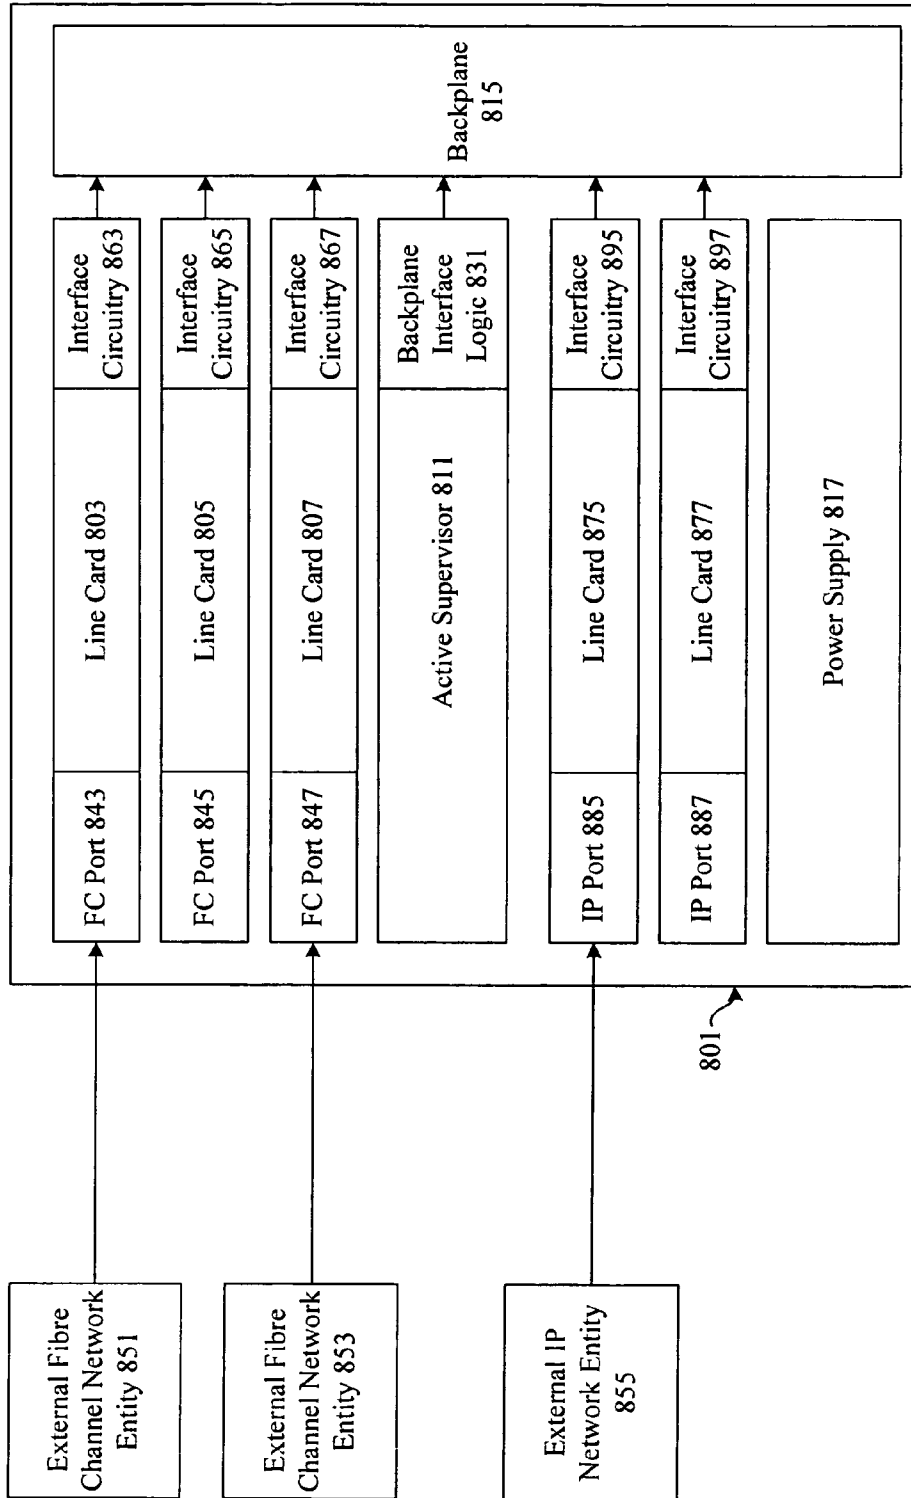 External Fibre
Channel Network
Entity 851
External Fibre
Channel Network
Entity 853
External IP
Network Entity
855
801
FC Port 843
Line Card 803
Interface
Circuitry 863
FC Port 845
Line Card 805
Interface
Circuitry 865
FC Port 847
Line Card 807
Interface
Circuitry 867
Active Supervisor 811
Backplane
Interface
Logic 831
IP Port 885
Line Card 875
Interface
Circuitry 895
IP Port 887
Line Card 877
Interface
Circuitry 897
Power Supply 817
Backplane
815